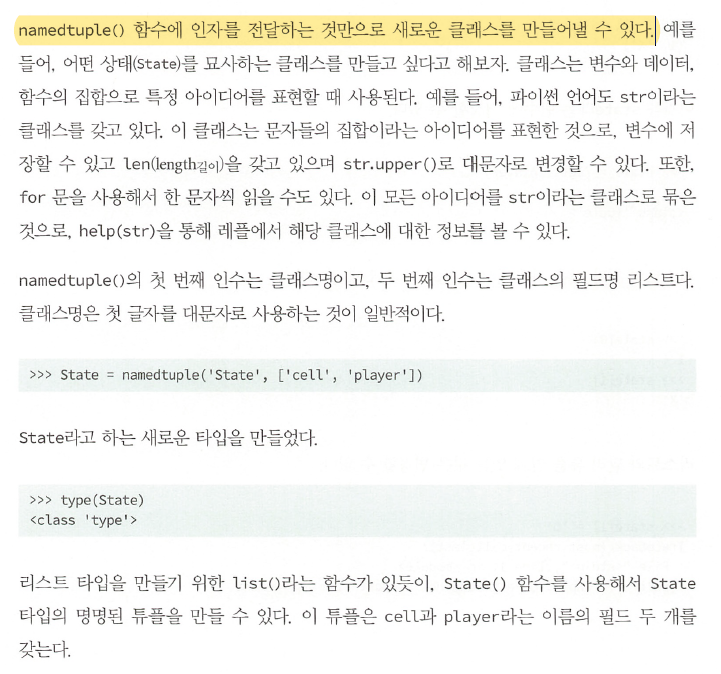 namedtuple() 함수에 인자를 전달하는 것만으로 새로운 클래스를 만들어낼 수 있다. 예를
들어, 어떤 상태(State)를 묘사하는 클래스를 만들고 싶다고 해보자. 클래스는 변수와 데이터,
함수의 집합으로 특정 아이디어를 표현할 때 사용된다. 예를 들어, 파이썬 언어도 str이라는
클래스를 갖고 있다. 이 클래스는 문자들의 집합이라는 아이디어를 표현한 것으로, 변수에 저
장할 수 있고 len(length길이)을 갖고 있으며 str.upper()로 대문자로 변경할 수 있다. 또한,
for 문을 사용해서 한 문자씩 읽을 수도 있다. 이 모든 아이디어를 str이라는 클래스로 묶은
것으로, help(str)을 통해 레플에서 해당 클래스에 대한 정보를 볼 수 있다.
namedtuple()의 첫 번째 인수는 클래스명이고, 두 번째 인수는 클래스의 필드명 리스트다.
클래스명은 첫 글자를 대문자로 사용하는 것이 일반적이다.
>>> State = namedtuple('State', ['cell', 'player'])
State라고 하는 새로운 타입을 만들었다.
>>> type(State)
<class 'type'>
리스트 타입을 만들기 위한 list()라는 함수가 있듯이, State() 함수를 사용해서 State
타입의 명명된 튜플을 만들 수 있다. 이 튜플은 cell과 player라는 이름의 필드 두 개를
갖는다.